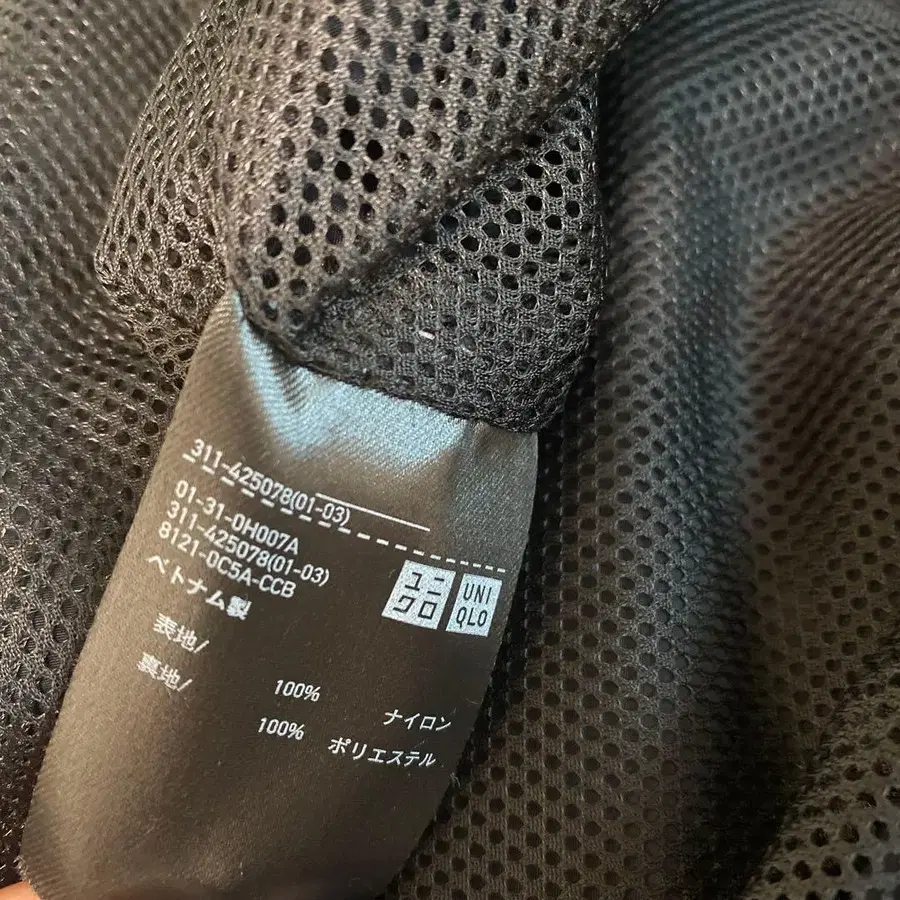 311-425078(01-03)
01-31-0H007A
311-425078(01-03)
8121-0C5A-CCB
ベトナム製
ユニ
クロ
UNI
QLO
表地/
100% ナイロン
裏地/
100% ポリエステル